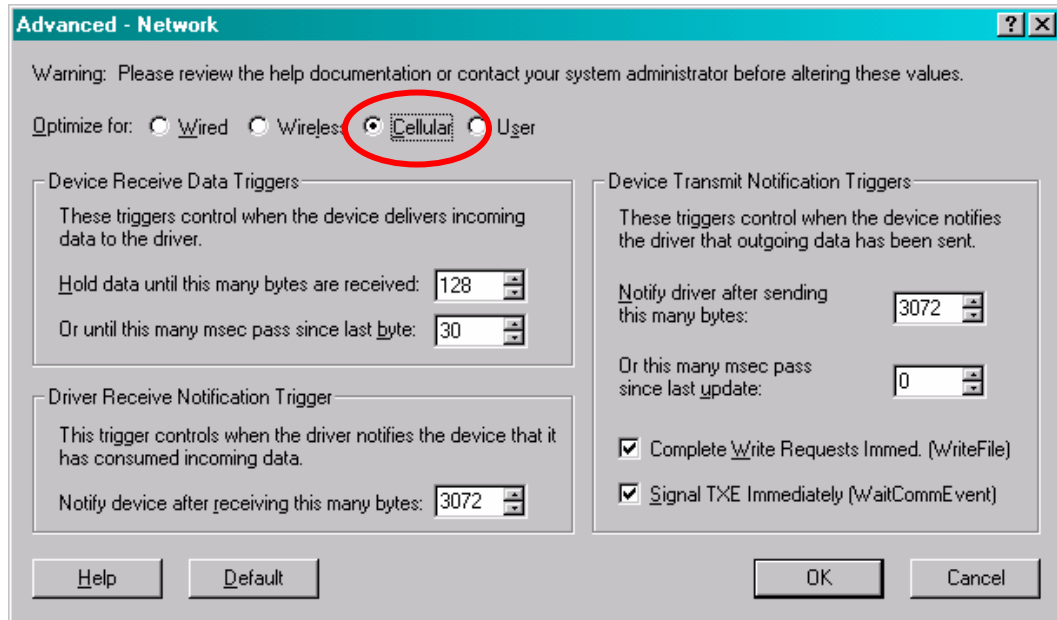 Advanced - Network
Warning: Please review the help documentation or contact your system administrator before altering these values.
Optimize for: Wired Wireless Cellular User
Device Receive Data Triggers
These triggers control when the device delivers incoming
data to the driver.
Hold data until this many bytes are received: 128
Or until this many msec pass since last byte: 30
Driver Receive Notification Trigger
This trigger controls when the driver notifies the device that it
has consumed incoming data.
Notify device after receiving this many bytes: 3072
Device Transmit Notification Triggers
These triggers control when the device notifies
the driver that outgoing data has been sent.
Notify driver after sending
this many bytes: 3072
Or this many msec pass
since last update: 0
Complete Write Requests Immed. (WriteFile)
Signal TXE Immediately (WaitCommEvent)
Help Default OK Cancel